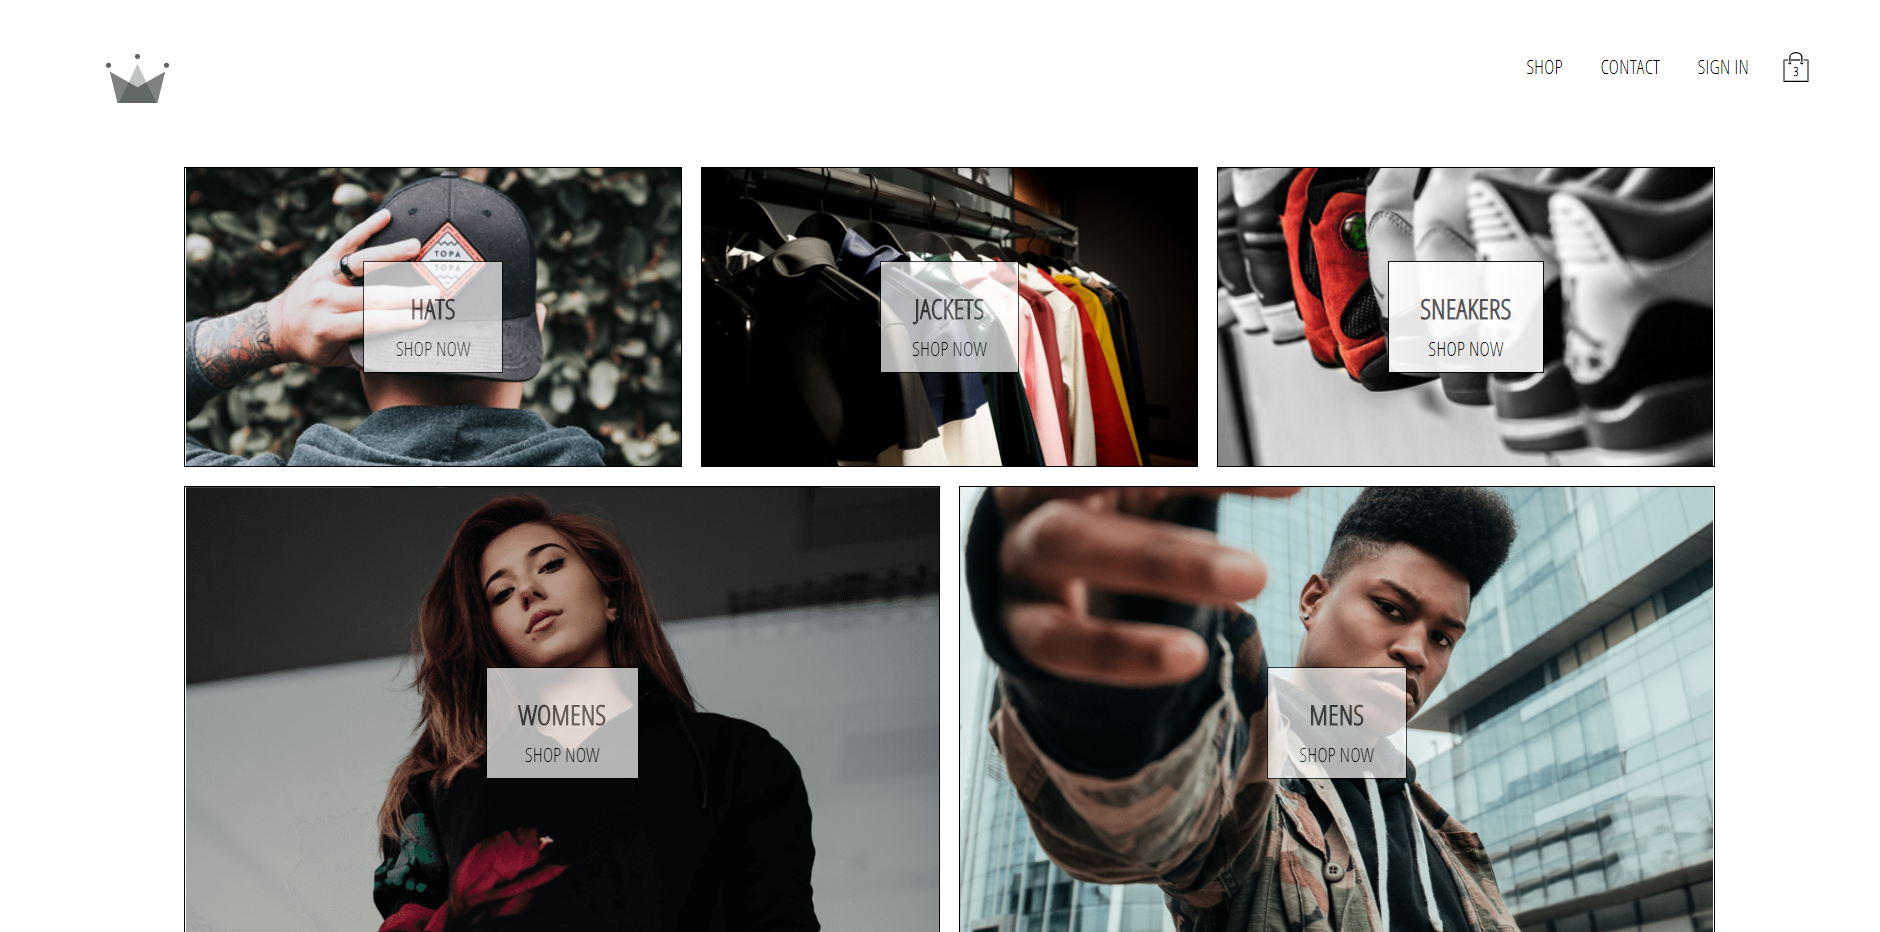 SHOP
CONTACT
SIGN IN
3
TOPA
TOPA
HATS
SHOP NOW
JACKETS
SHOP NOW
SNEAKERS
SHOP NOW
WOMENS
SHOP NOW
MENS
SHOP NOW